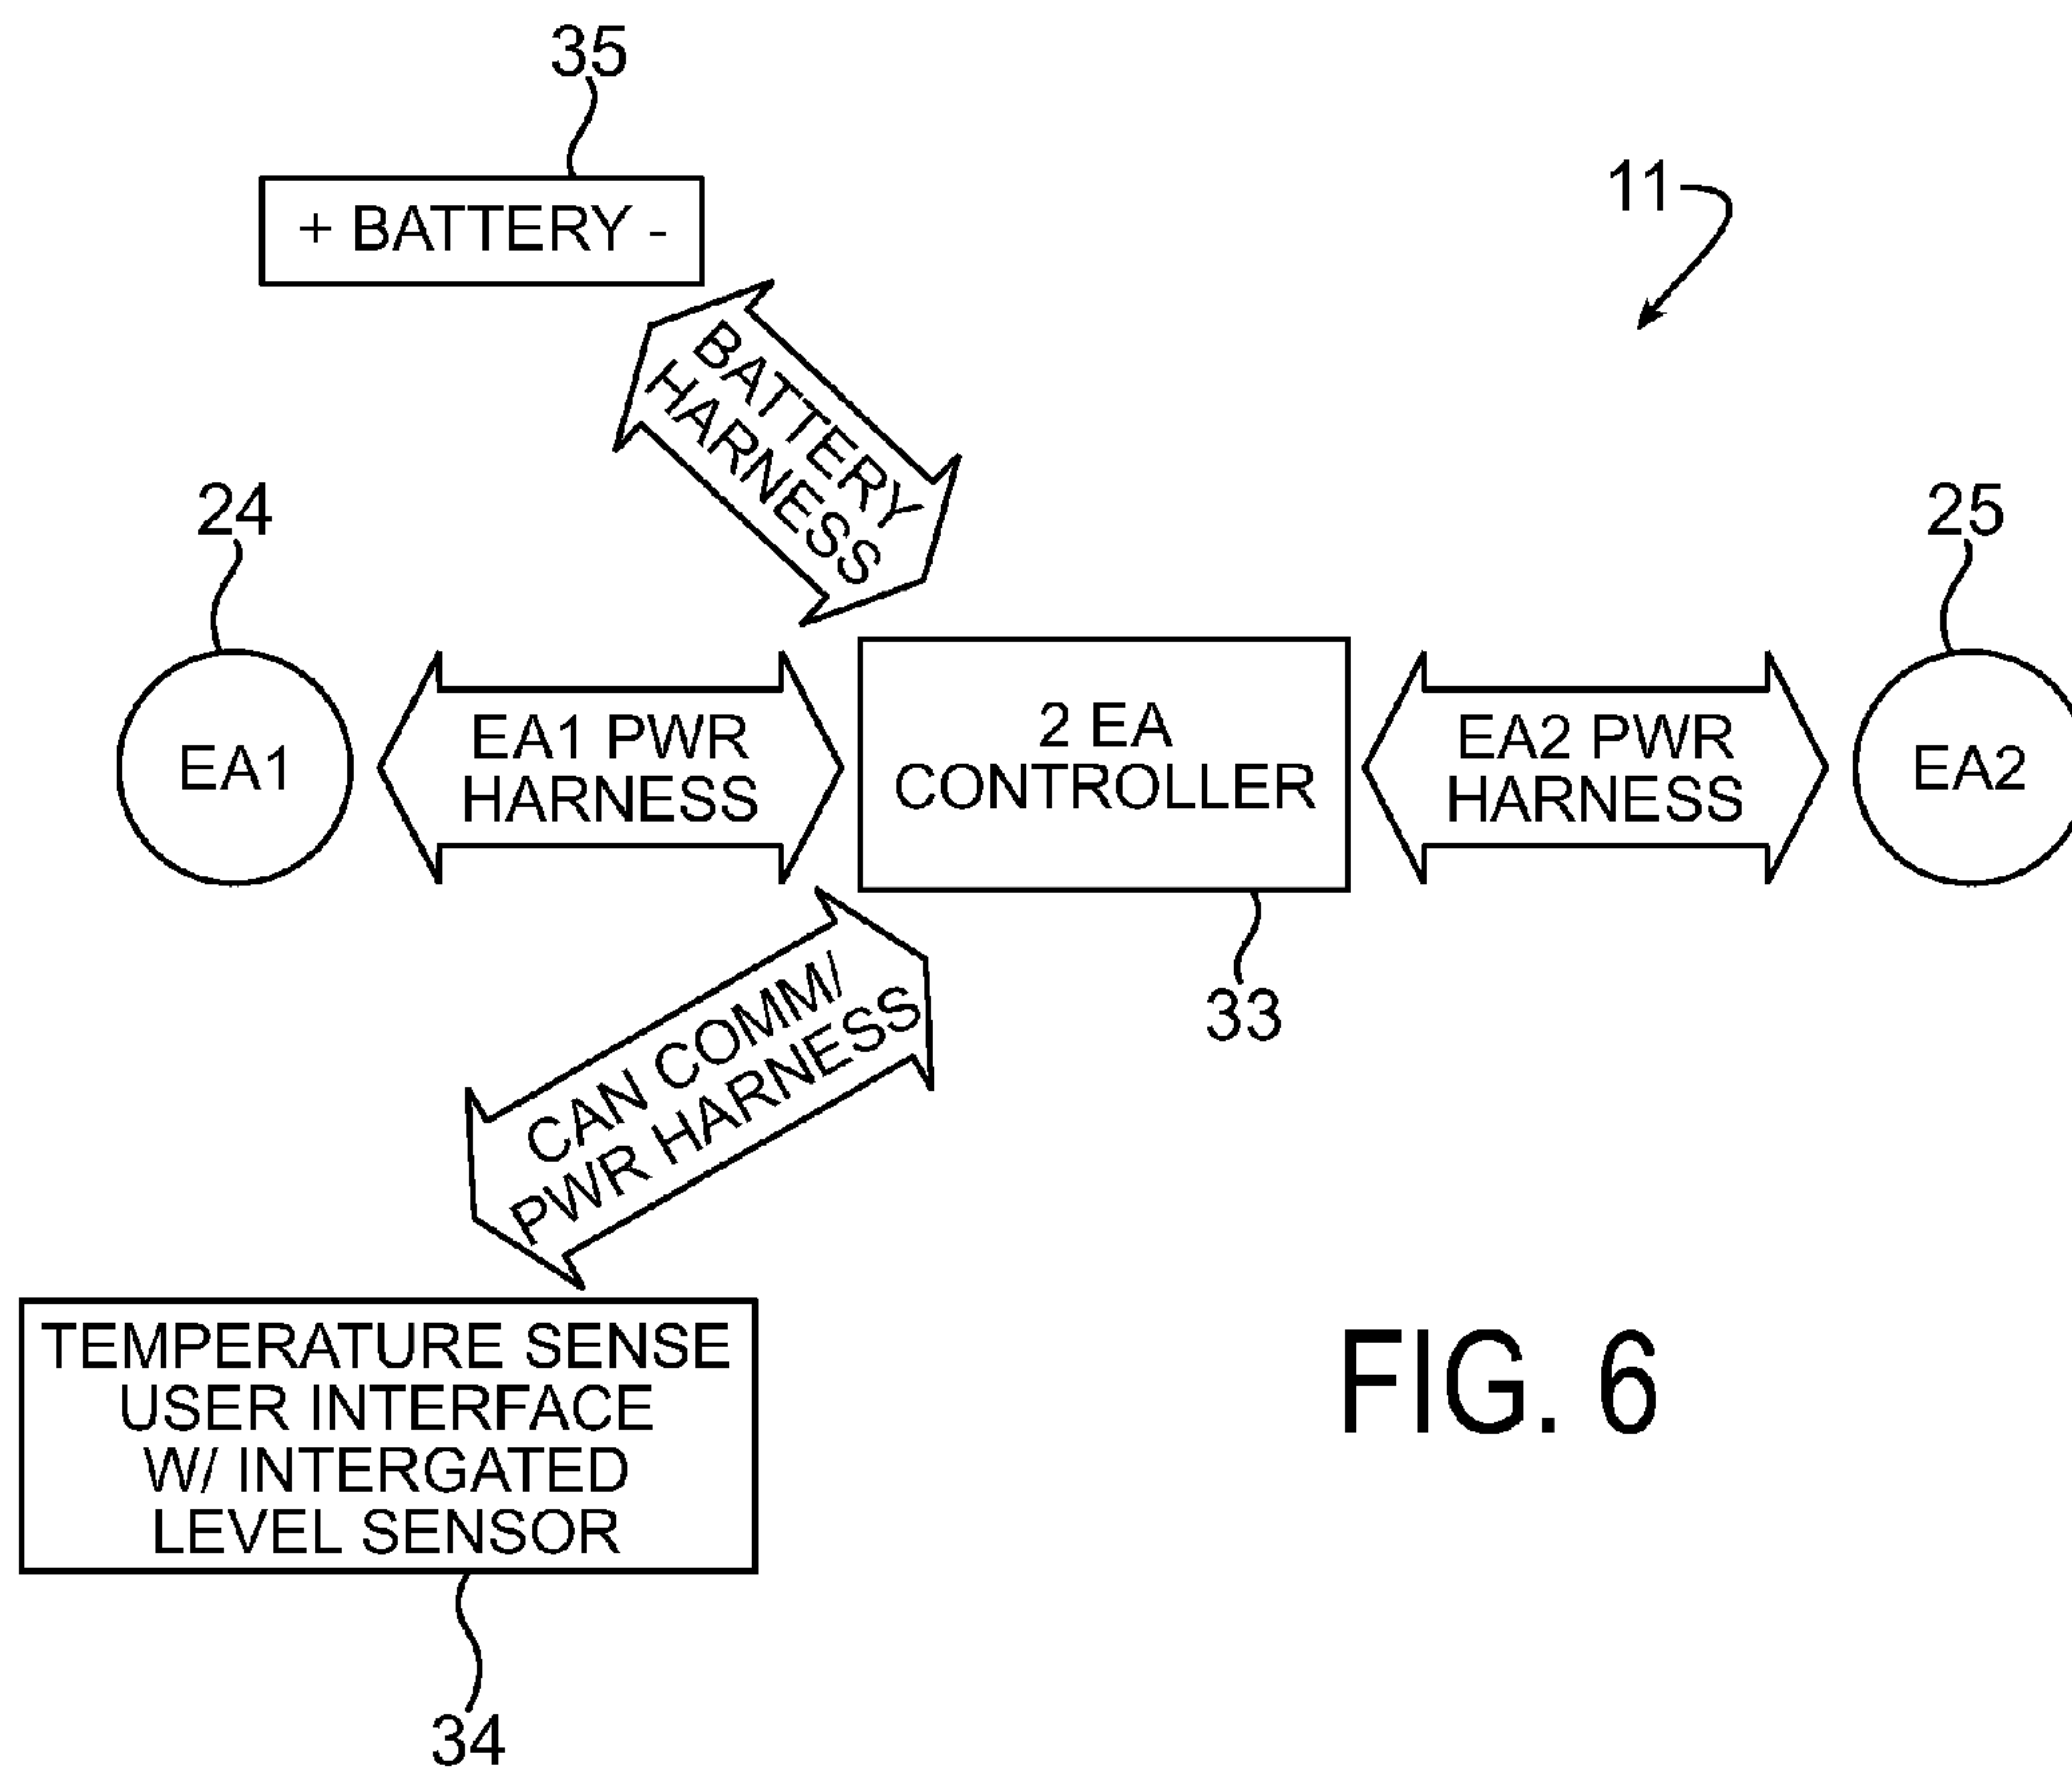 35
+ BATTERY -
11
BATTERY
HARNESS
24
25
EA1
EA1 PWR
HARNESS
2 EA
CONTROLLER
EA2 PWR
HARNESS
EA2
33
CAN COMM/
PWR HARNESS
TEMPERATURE SENSE
USER INTERFACE
W/ INTERGATED
LEVEL SENSOR
34
FIG. 6